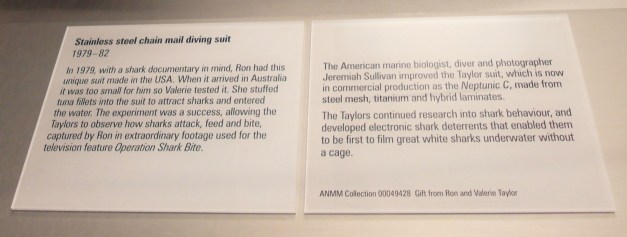 Stainless steel chain mail diving suit
1979–82
In 1979, with a shark documentary in mind, Ron had this
unique suit made in the USA. When it arrived in Australia
it was too small for him so Valerie tested it. She stuffed
tuna fillets into the suit to attract sharks and entered
the water. The experiment was a success, allowing the
Taylors to observe how sharks attack, feed and bite,
captured by Ron in extraordinary footage used for the
television feature Operation Shark Bite.
The American marine biologist, diver and photographer
Jeremiah Sullivan improved the Taylor suit, which is now
in commercial production as the Neptunic C, made from
steel mesh, titanium and hybrid laminates.
The Taylors continued research into shark behaviour, and
developed electronic shark deterrents that enabled them
to be first to film great white sharks underwater without
a cage.
ANMM Collection 00049428 Gift from Ron and Valerie Taylor